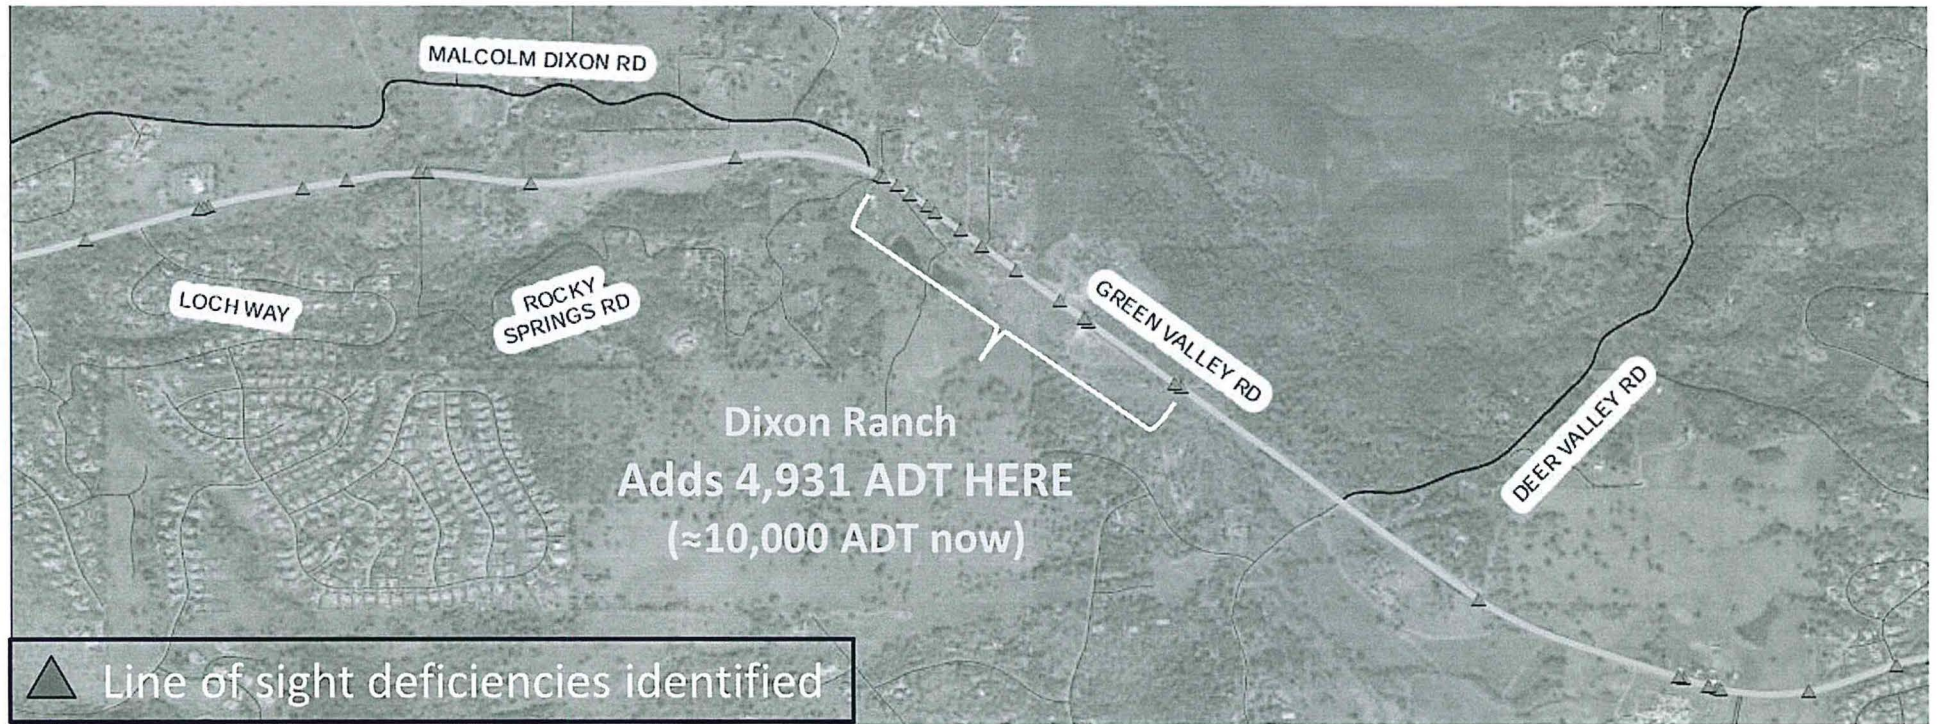 MALCOLM DIXON RD
LOCH WAY
ROCKY
SPRINGS RD
GREEN VALLEY RD
DEER VALLEY RD
Dixon Ranch
Adds 4,931 ADT HERE
(≈10,000 ADT now)
Line of sight deficiencies identified